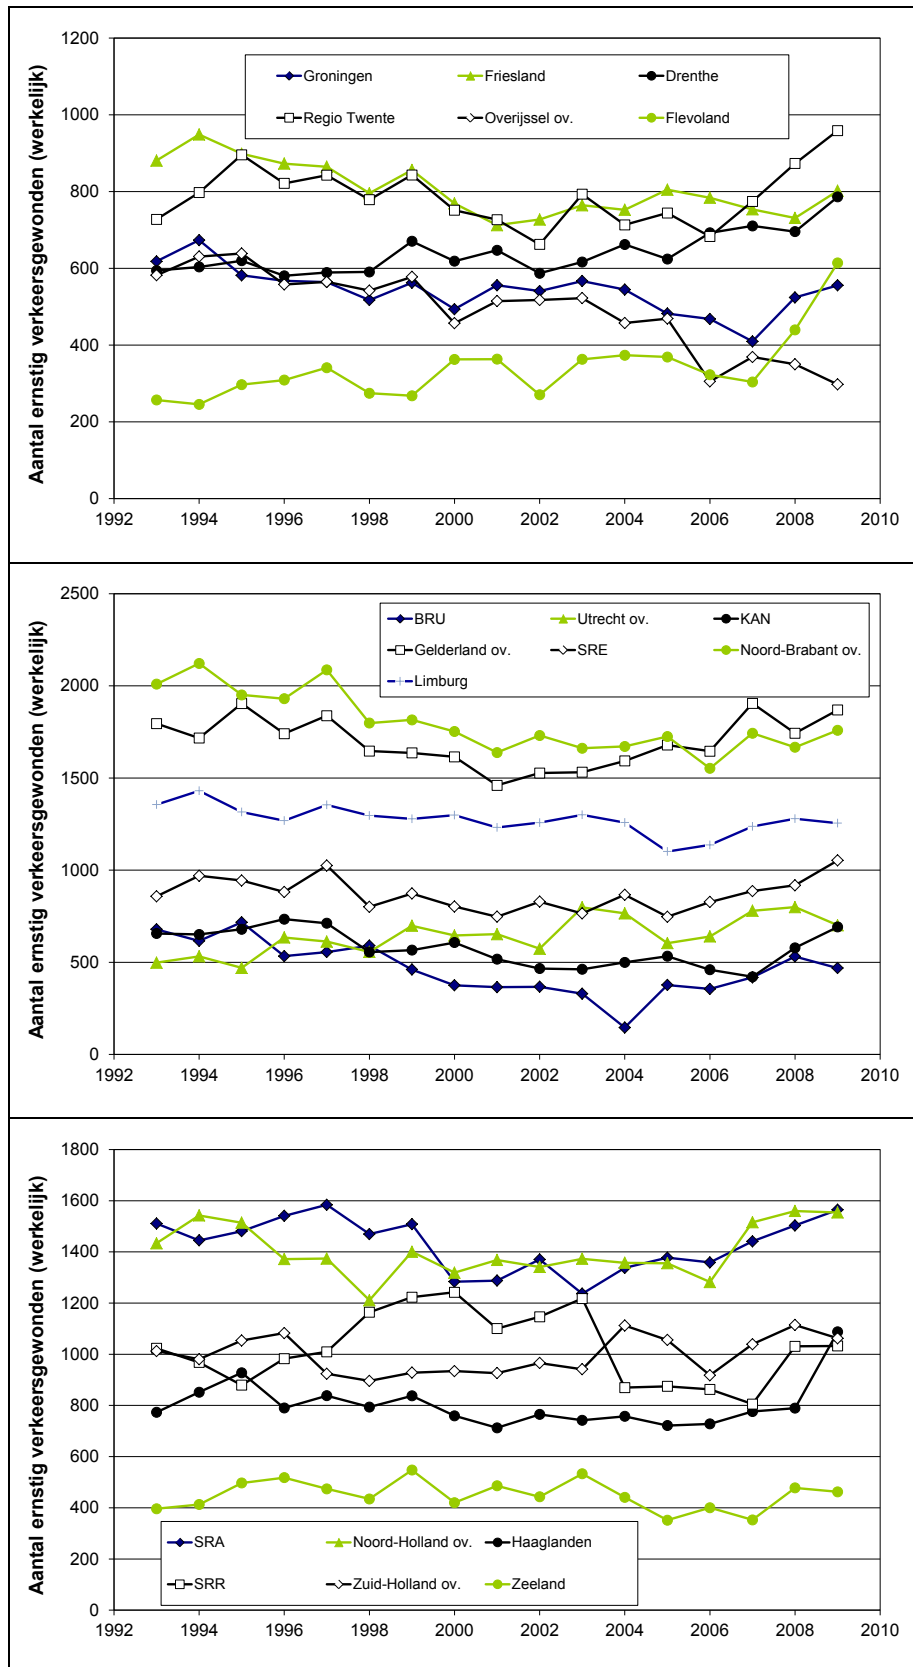 Aantal ernstig verkeersgewonden (werkelijk)
1200
1000
800
600
400
200
0
Groningen Friesland Drenthe
Regio Twente Overijssel ov. Flevoland
1992 1994 1996 1998 2000 2002 2004 2006 2008 2010
Aantal ernstig verkeersgewonden (werkelijk)
2500
2000
1500
1000
500
0
BRU Utrecht ov. KAN
Gelderland ov. SRE Noord-Brabant ov.
Limburg
1992 1994 1996 1998 2000 2002 2004 2006 2008 2010
Aantal ernstig verkeersgewonden (werkelijk)
1800
1600
1400
1200
1000
800
600
400
200
0
SRA Noord-Holland ov. Haaglanden
SRR Zuid-Holland ov. Zeeland
1992 1994 1996 1998 2000 2002 2004 2006 2008 2010